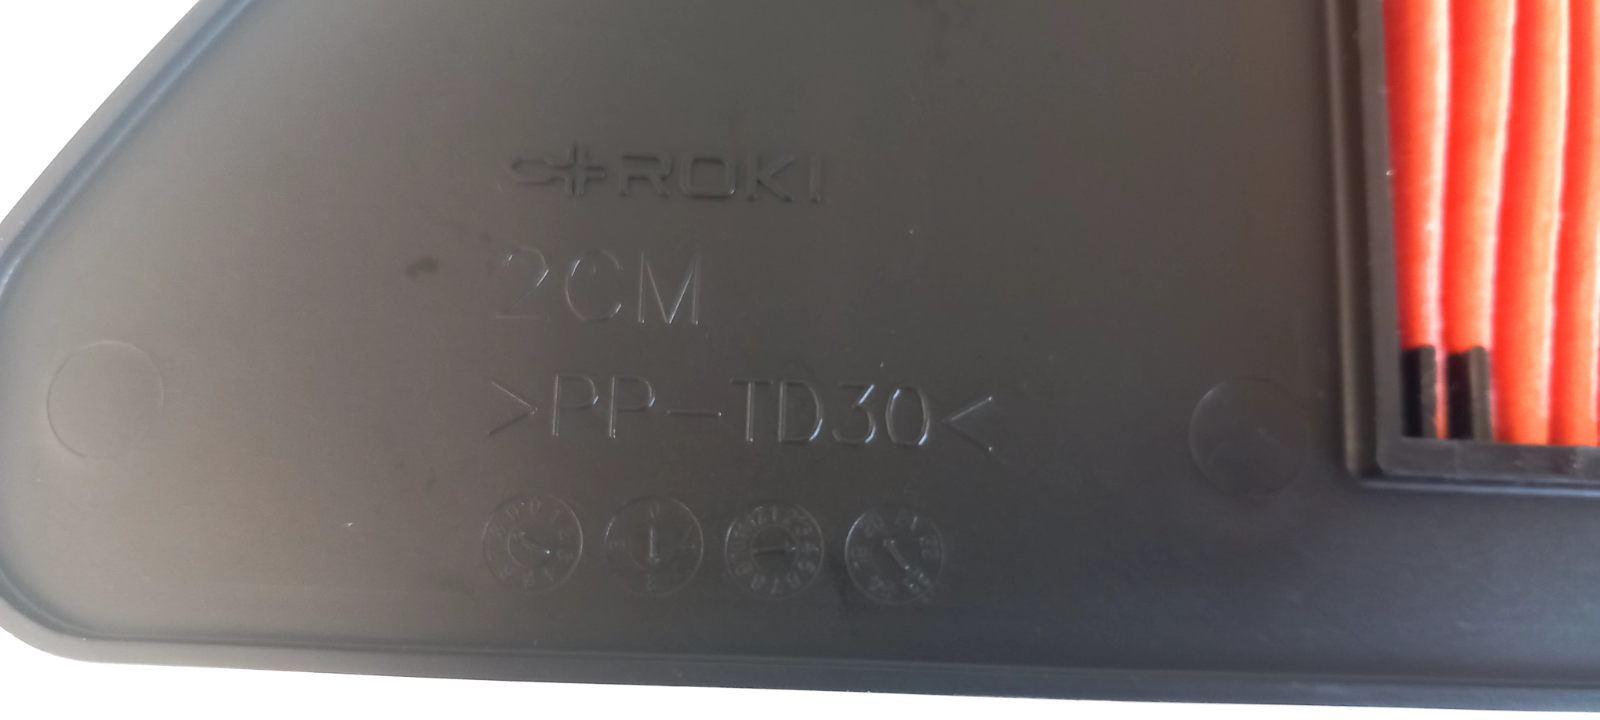 ROKI
2CM
>PP-TD30<